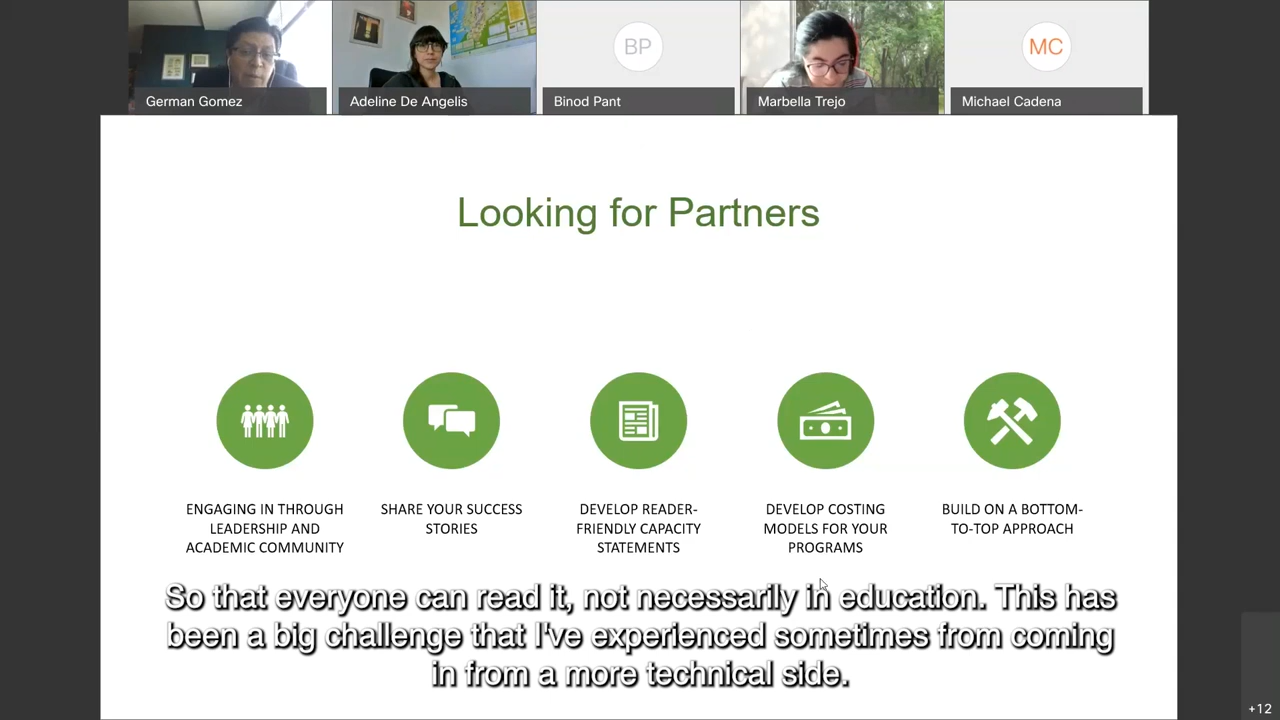 BP
MC
German Gomez
Adeline De Angelis
Binod Pant
Marbella Trejo
Michael Cadena
Looking for Partners
ENGAGING IN THROUGH
LEADERSHIP AND
ACADEMIC COMMUNITY
SHARE YOUR SUCCESS
STORIES
DEVELOP READER-
FRIENDLY CAPACITY
STATEMENTS
DEVELOP COSTING
MODELS FOR YOUR
PROGRAMS
BUILD ON A BOTTOM-
TO-TOP APPROACH
So that everyone can read it, not necessarily in education. This has
been a big challenge that I've experienced sometimes from coming
in from a more technical side.
+12